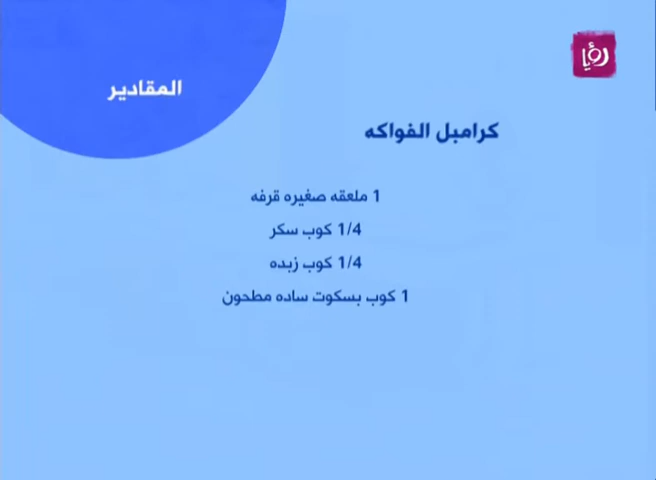 رؤيا
المقادير
كرامبل الفواكه
1 ملعقه صغيره قرفه
1/4 كوب سكر
1/4 كوب زبده
1 كوب بسكوت ساده مطحون